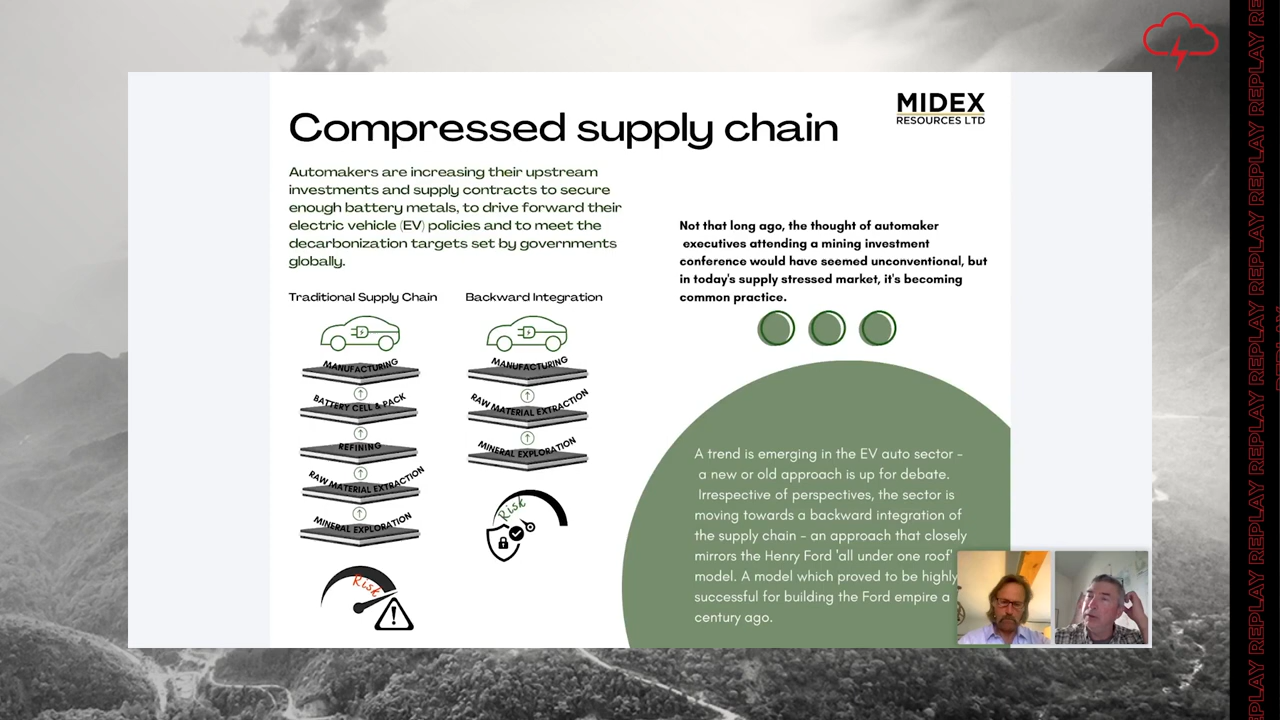 Compressed supply chain
MIDEX
RESOURCES LTD
Automakers are increasing their upstream
investments and supply contracts to secure
enough battery metals, to drive forward their
electric vehicle (EV) policies and to meet the
decarbonization targets set by governments
globally.
Not that long ago, the thought of automaker
executives attending a mining investment
conference would have seemed unconventional, but
in today's supply stressed market, it's becoming
common practice.
Traditional Supply Chain
MANUFACTURING
BATTERY CELL & PACK
REFINING
RAW MATERIAL EXTRACTION
MINERAL EXPLORATION
Risk
Backward Integration
MANUFACTURING
RAW MATERIAL EXTRACTION
MINERAL EXPLORATION
Risk
A trend is emerging in the EV auto sector -
a new or old approach is up for debate.
Irrespective of perspectives, the sector is
moving towards a backward integration of
the supply chain - an approach that closely
mirrors the Henry Ford 'all under one roof'
model. A model which proved to be highly
successful for building the Ford empire a
century ago.
REPLAY REPLAY REPLAY REPLAY REPLAY REPLAY REPLAY REPLAY